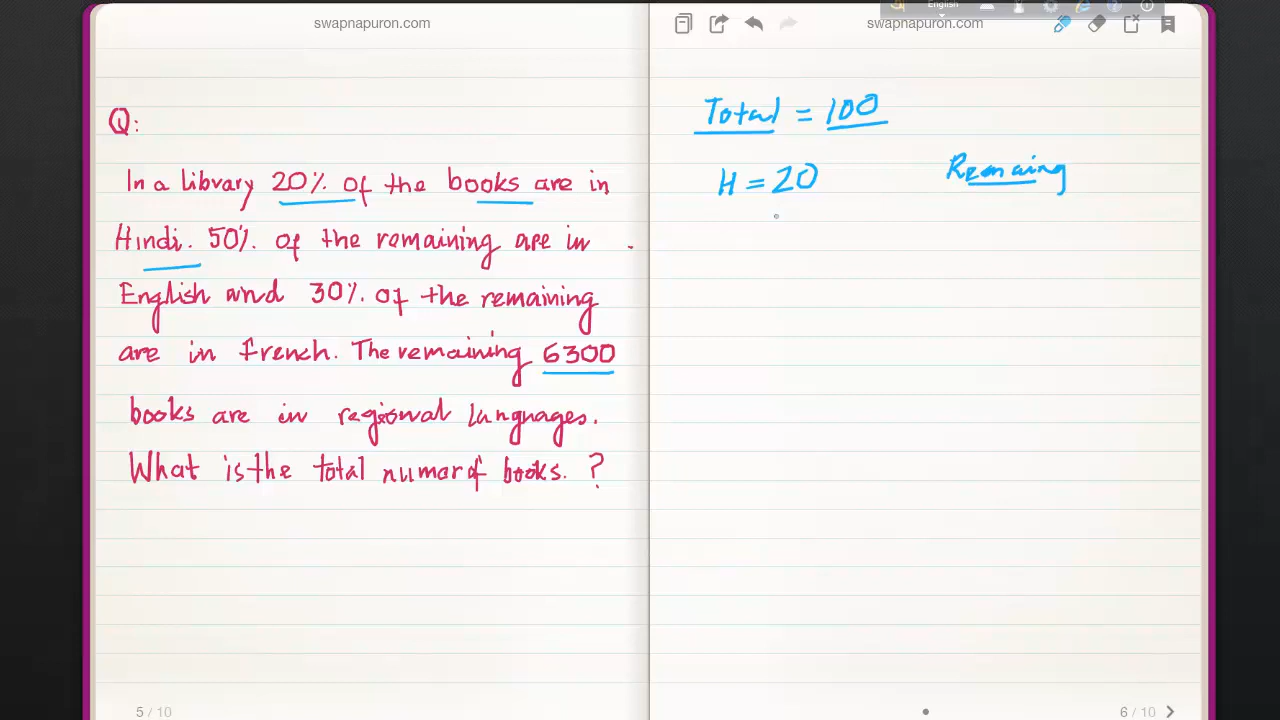 swapnapuron.com
Q:
In a library 20% of the books are in
Hindi. 50% of the remaining are in
English and 30% of the remaining
are in french. The remaining 6300
books are in regional languages.
What is the total numer of books. ?
5 / 10
English
swapnapuron.com
Total = 100
H = 20 Remaing
6 / 10